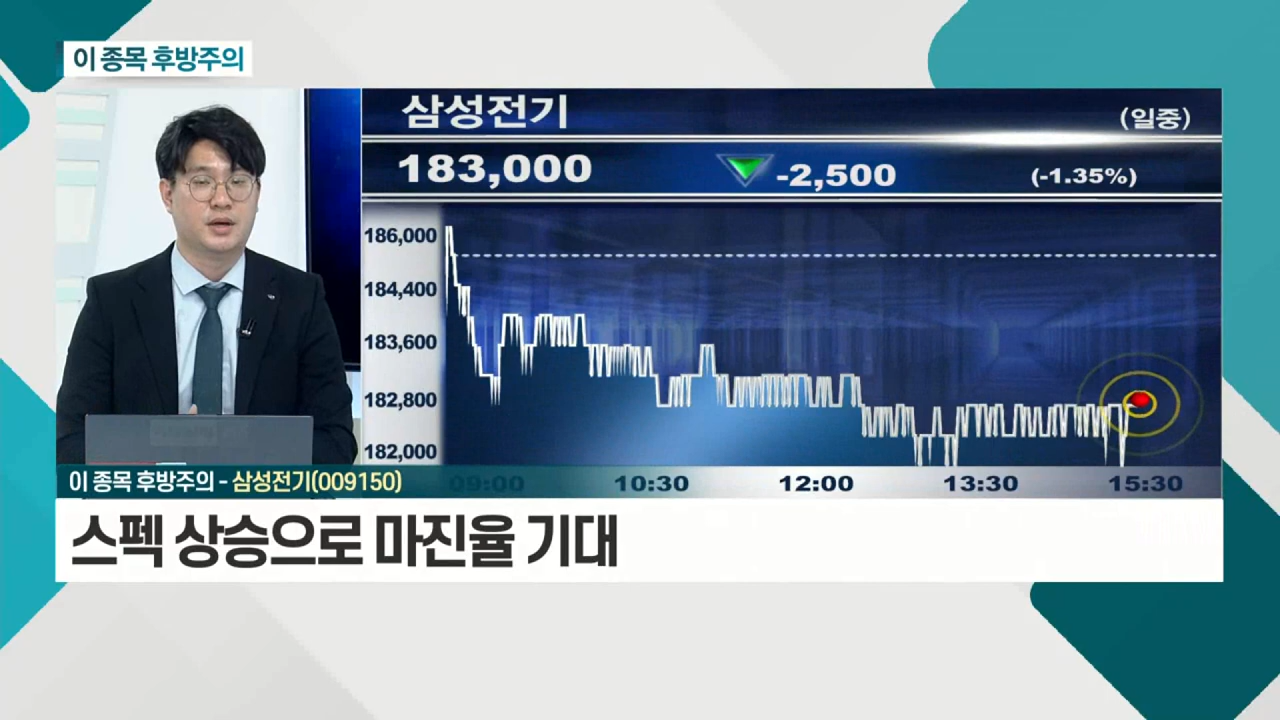 이 종목 후방주의
삼성전기
(일중)
183,000 -2,500 (-1.35%)
186,000
184,400
183,600
182,800
182,000
09:00 10:30 12:00 13:30 15:30
이 종목 후방주의 - 삼성전기(009150)
스펙 상승으로 마진율 기대